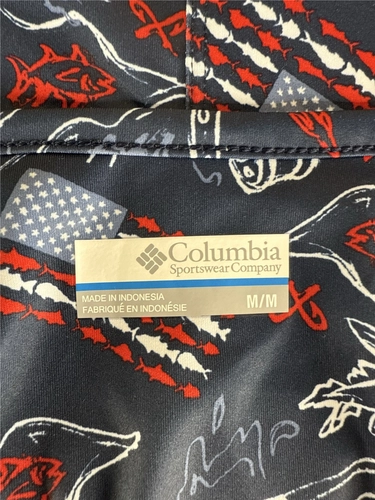 Columbia
Sportswear Company
MADE IN INDONESIA
FABRIQUÉ EN INDONÉSIE
M/M